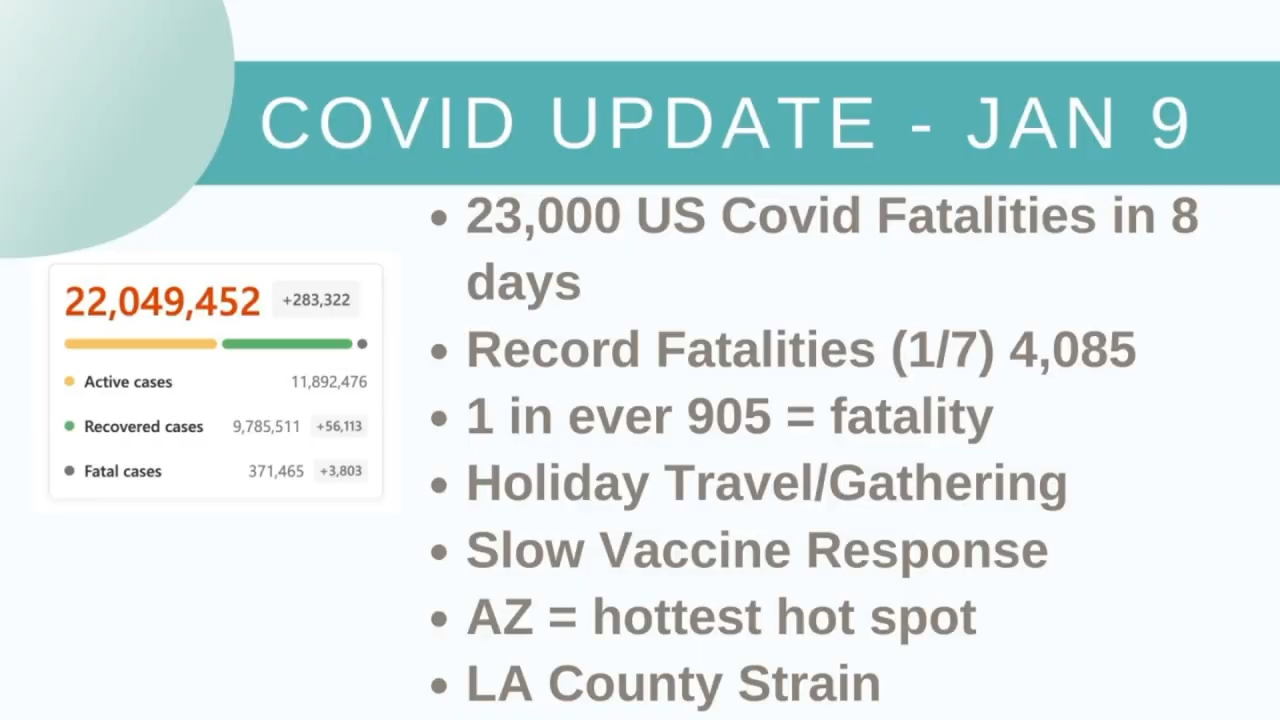 COVID UPDATE - JAN 9
22,049,452 +283,322
Active cases 11,892,476
Recovered cases 9,785,511 +56,113
Fatal cases 371,465 +3,803
• 23,000 US Covid Fatalities in 8
days
• Record Fatalities (1/7) 4,085
• 1 in ever 905 = fatality
• Holiday Travel/Gathering
• Slow Vaccine Response
• AZ = hottest hot spot
• LA County Strain